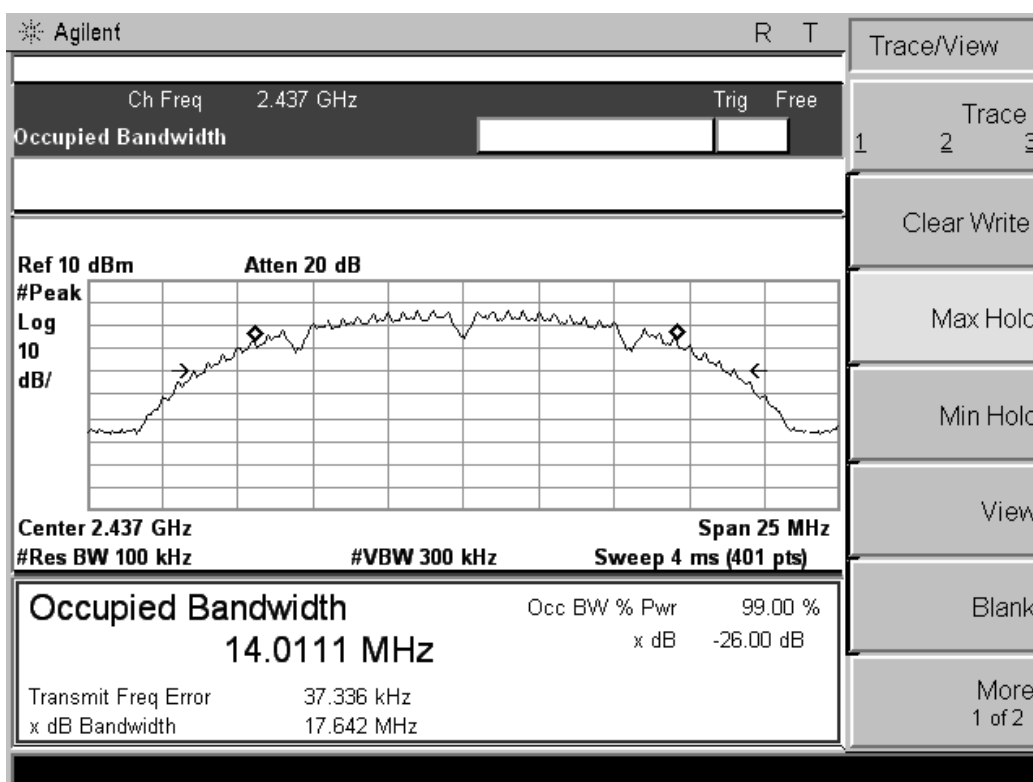 Agilent R T
Ch Freq 2.437 GHz Trig Free
Occupied Bandwidth
Ref 10 dBm Atten 20 dB
#Peak
Log
10
dB/
Center 2.437 GHz Span 25 MHz
#Res BW 100 kHz #VBW 300 kHz Sweep 4 ms (401 pts)
Occupied Bandwidth
14.0111 MHz
Occ BW % Pwr 99.00 %
x dB -26.00 dB
Transmit Freq Error 37.336 kHz
x dB Bandwidth 17.642 MHz
Trace/View
Trace
1 2 3
Clear Write
Max Hold
Min Hold
View
Blank
More
1 of 2